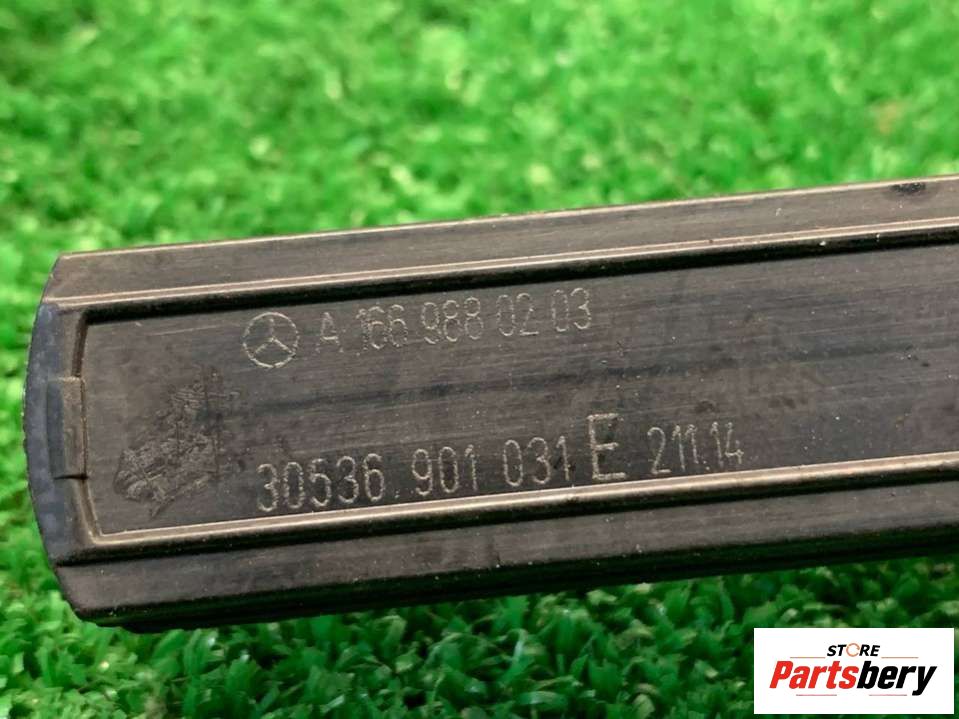 A 166 988 02 03
30536 901 031 E 211.14
STORE
Partsbery